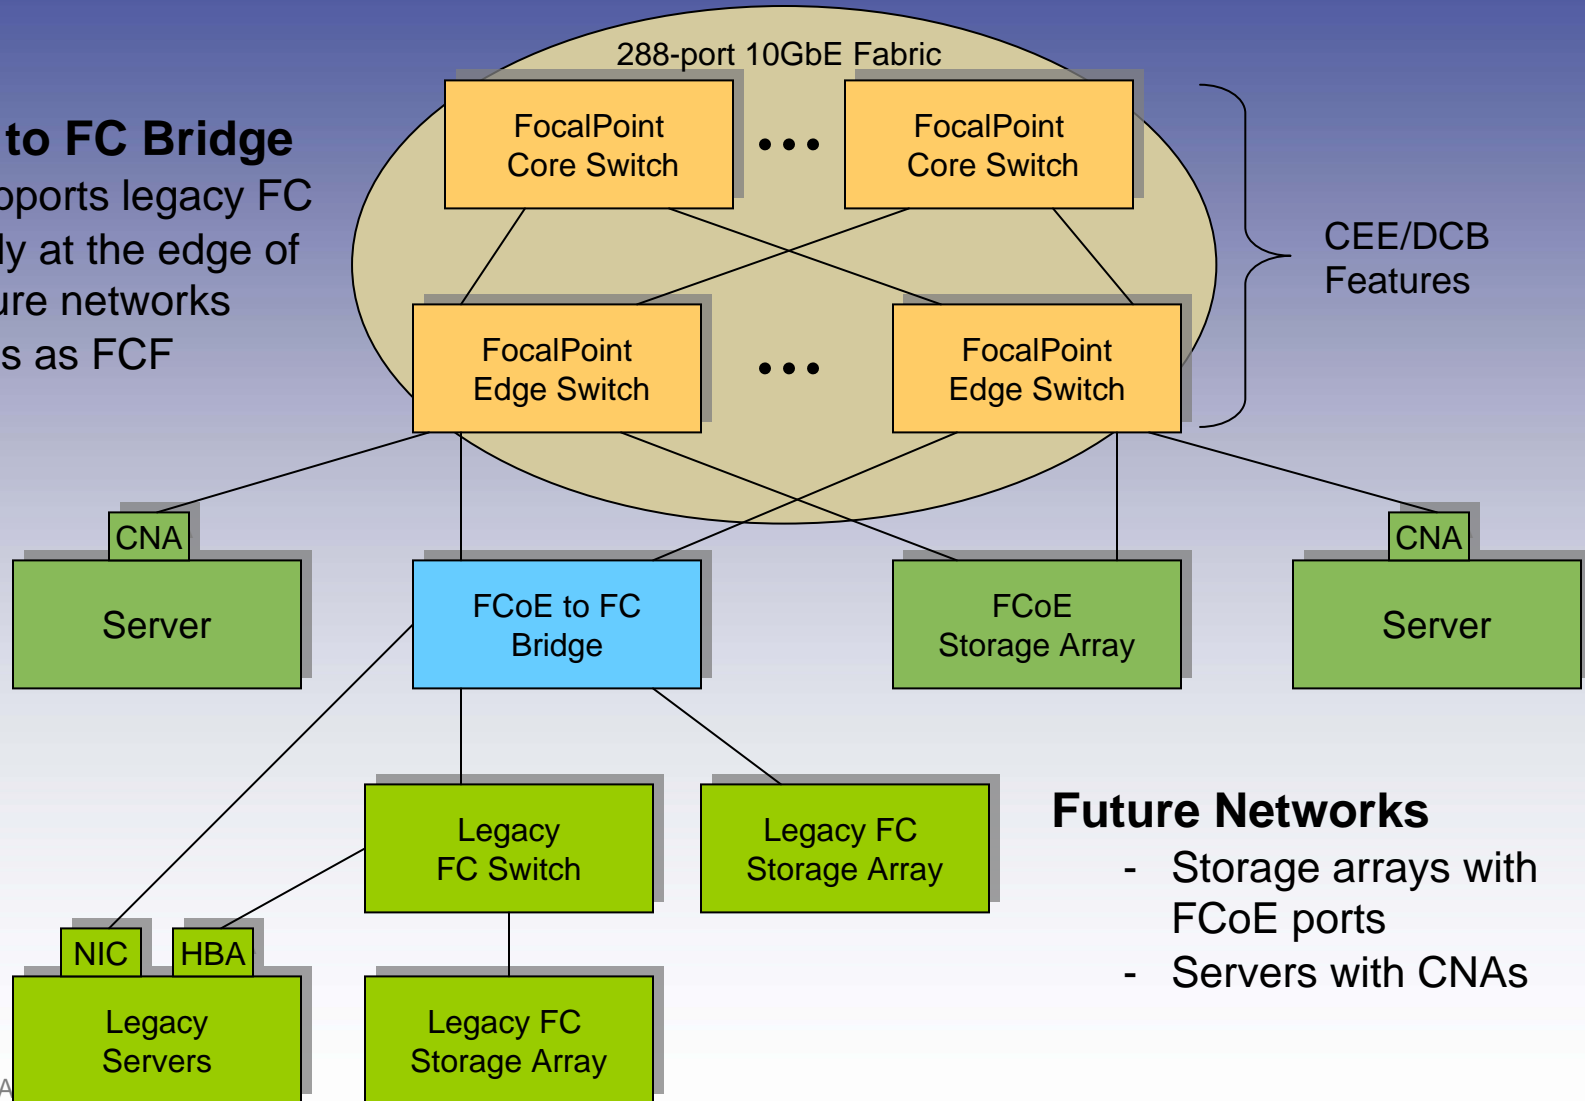 288-port 10GbE Fabric
FocalPoint
Core Switch
FocalPoint
Core Switch
to FC Bridge
pports legacy FC
ly at the edge of
ure networks
s as FCF
CEE/DCB
Features
FocalPoint
Edge Switch
FocalPoint
Edge Switch
CNA
Server
FCoE to FC
Bridge
FCoE
Storage Array
CNA
Server
Legacy
FC Switch
Legacy FC
Storage Array
Future Networks
- Storage arrays with
FCoE ports
- Servers with CNAs
NIC
HBA
Legacy
Servers
Legacy FC
Storage Array
A